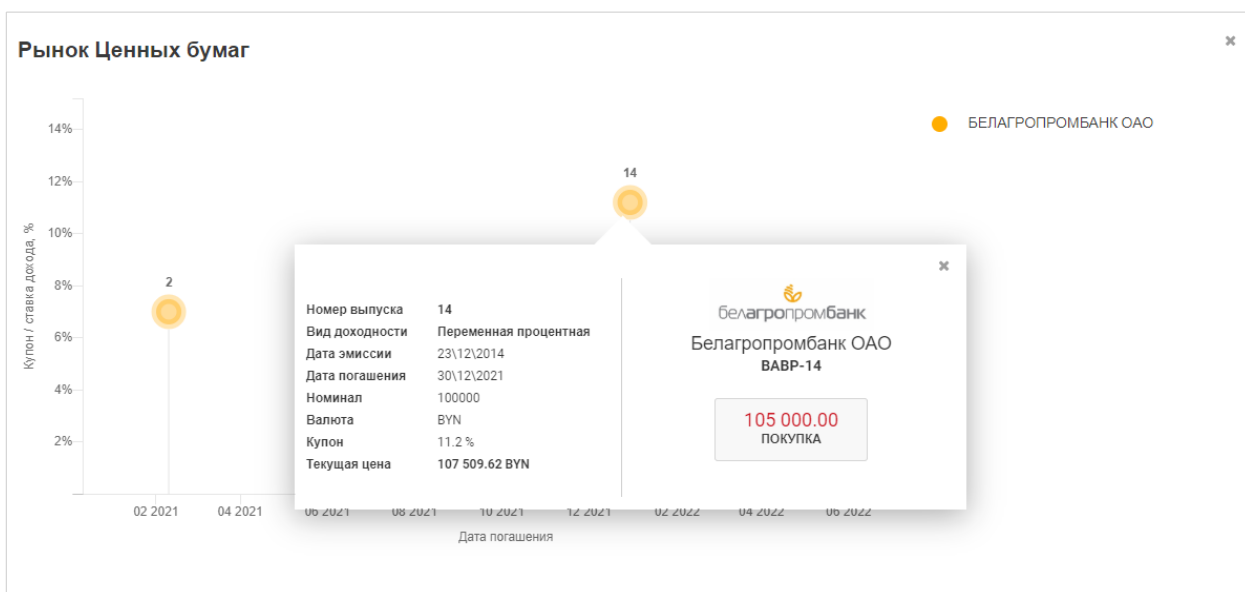 Рынок Ценных бумаг
БЕЛАГРОПРОМБАНК ОАО
Купон / ставка дохода, %
14%
12%
10%
8%
6%
4%
2%
14
2
Номер выпуска 14
Вид доходности Переменная процентная
Дата эмиссии 23\12\2014
Дата погашения 30\12\2021
Номинал 100000
Валюта BYN
Купон 11.2 %
Текущая цена 107 509.62 BYN
белагропромбанк
Белагропромбанк ОАО
BABP-14
105 000.00
ПОКУПКА
02 2021 04 2021 06 2021 08 2021 10 2021 12 2021 02 2022 04 2022 06 2022
Дата погашения